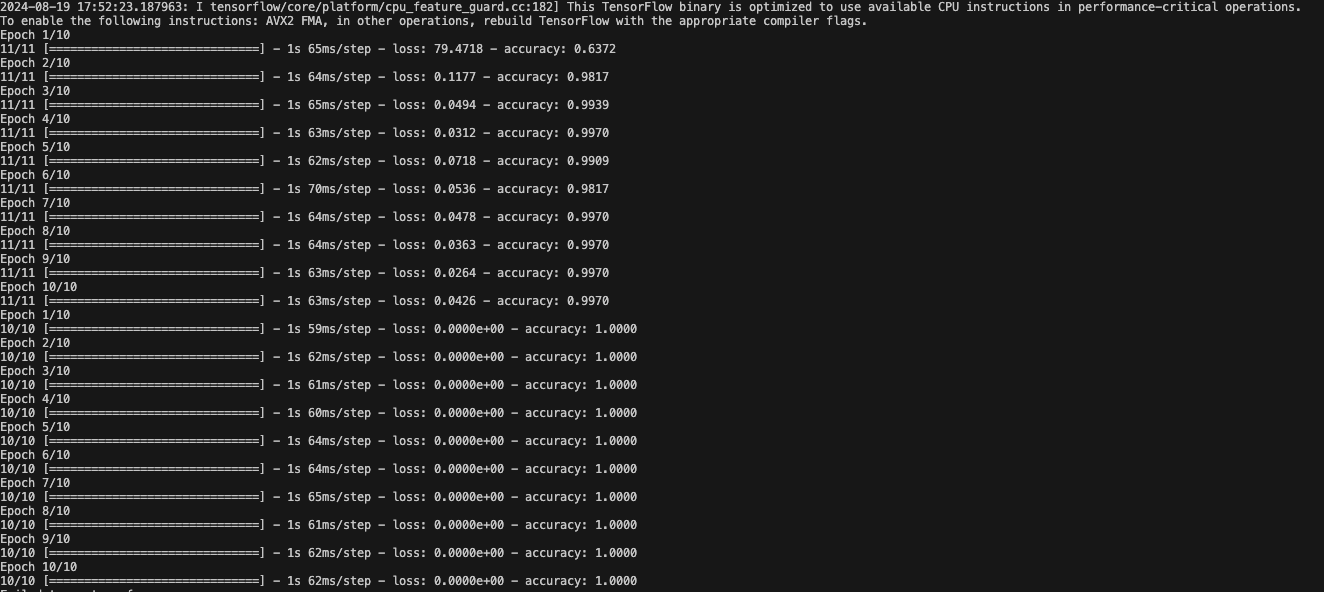 2024-08-19 17:52:23.187963: I tensorflow/core/platform/cpu_feature_guard.cc:182] This TensorFlow binary is optimized to use available CPU instructions in performance-critical operations.
To enable the following instructions: AVX2 FMA, in other operations, rebuild TensorFlow with the appropriate compiler flags.
Epoch 1/10
11/11 [==============================] - 1s 65ms/step - loss: 79.4718 - accuracy: 0.6372
Epoch 2/10
11/11 [==============================] - 1s 64ms/step - loss: 0.1177 - accuracy: 0.9817
Epoch 3/10
11/11 [==============================] - 1s 65ms/step - loss: 0.0494 - accuracy: 0.9939
Epoch 4/10
11/11 [==============================] - 1s 63ms/step - loss: 0.0312 - accuracy: 0.9970
Epoch 5/10
11/11 [==============================] - 1s 62ms/step - loss: 0.0718 - accuracy: 0.9909
Epoch 6/10
11/11 [==============================] - 1s 70ms/step - loss: 0.0536 - accuracy: 0.9817
Epoch 7/10
11/11 [==============================] - 1s 64ms/step - loss: 0.0478 - accuracy: 0.9970
Epoch 8/10
11/11 [==============================] - 1s 64ms/step - loss: 0.0363 - accuracy: 0.9970
Epoch 9/10
11/11 [==============================] - 1s 63ms/step - loss: 0.0264 - accuracy: 0.9970
Epoch 10/10
11/11 [==============================] - 1s 63ms/step - loss: 0.0426 - accuracy: 0.9970
Epoch 1/10
10/10 [==============================] - 1s 59ms/step - loss: 0.0000e+00 - accuracy: 1.0000
Epoch 2/10
10/10 [==============================] - 1s 62ms/step - loss: 0.0000e+00 - accuracy: 1.0000
Epoch 3/10
10/10 [==============================] - 1s 61ms/step - loss: 0.0000e+00 - accuracy: 1.0000
Epoch 4/10
10/10 [==============================] - 1s 60ms/step - loss: 0.0000e+00 - accuracy: 1.0000
Epoch 5/10
10/10 [==============================] - 1s 64ms/step - loss: 0.0000e+00 - accuracy: 1.0000
Epoch 6/10
10/10 [==============================] - 1s 64ms/step - loss: 0.0000e+00 - accuracy: 1.0000
Epoch 7/10
10/10 [==============================] - 1s 65ms/step - loss: 0.0000e+00 - accuracy: 1.0000
Epoch 8/10
10/10 [==============================] - 1s 61ms/step - loss: 0.0000e+00 - accuracy: 1.0000
Epoch 9/10
10/10 [==============================] - 1s 62ms/step - loss: 0.0000e+00 - accuracy: 1.0000
Epoch 10/10
10/10 [==============================] - 1s 62ms/step - loss: 0.0000e+00 - accuracy: 1.0000